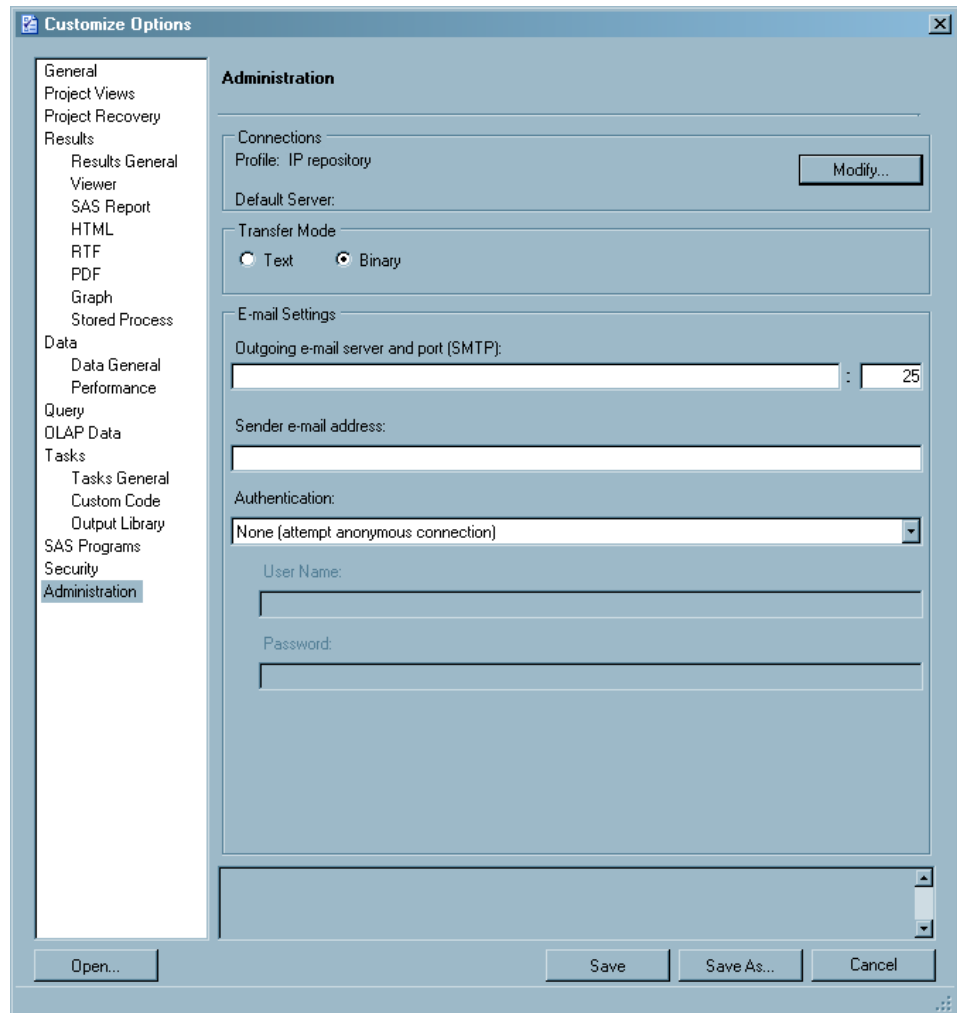 Customize Options
General
Project Views
Project Recovery
Results
Results General
Viewer
SAS Report
HTML
RTF
PDF
Graph
Stored Process
Data
Data General
Performance
Query
OLAP Data
Tasks
Tasks General
Custom Code
Output Library
SAS Programs
Security
Administration
Administration
Connections
Profile: IP repository
Modify...
Default Server:
Transfer Mode
Text Binary
E-mail Settings
Outgoing e-mail server and port (SMTP):
: 25
Sender e-mail address:
Authentication:
None (attempt anonymous connection)
User Name:
Password:
Open... Save Save As... Cancel